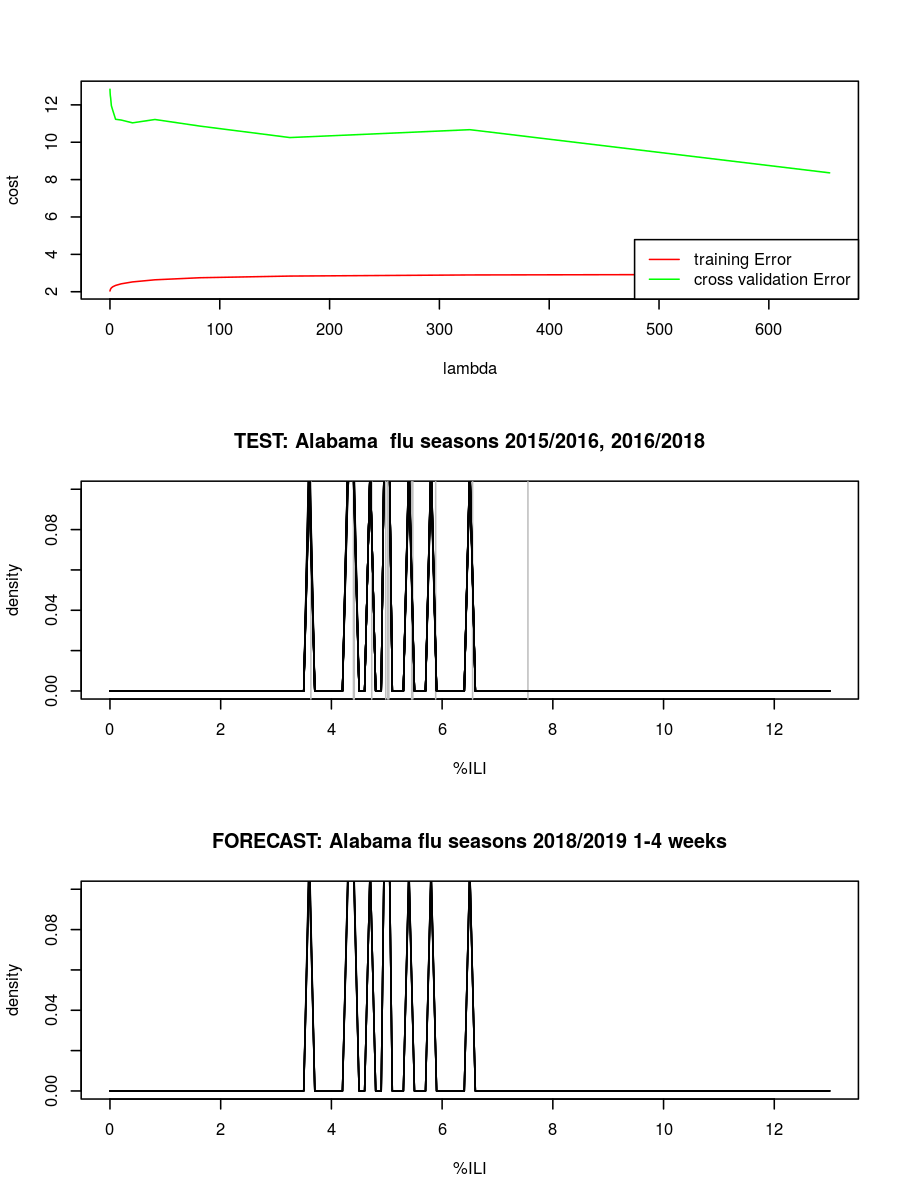 12
10
8
6
4
2
cost
training Error
cross validation Error
0 100 200 300 400 500 600
lambda
TEST: Alabama  flu seasons 2015/2016, 2016/2018
0.08
0.04
0.00
density
0 2 4 6 8 10 12
%ILI
FORECAST: Alabama flu seasons 2018/2019 1-4 weeks
0.08
0.04
0.00
density
0 2 4 6 8 10 12
%ILI